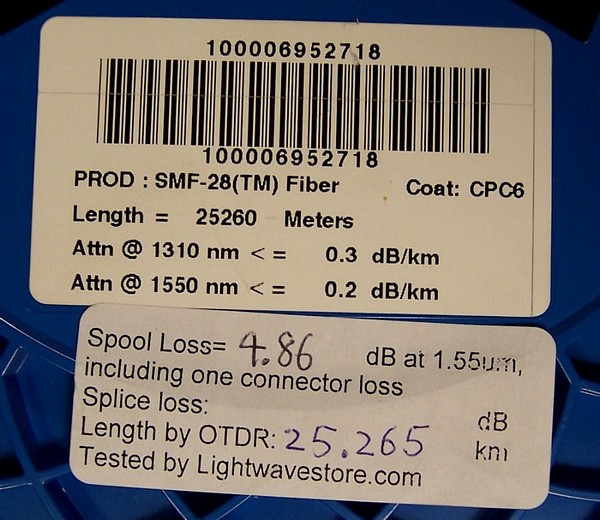 100006952718
100006952718
PROD : SMF-28(TM) Fiber Coat: CPC6
Length = 25260 Meters
Attn @ 1310 nm < = 0.3 dB/km
Attn @ 1550 nm < = 0.2 dB/km
Spool Loss= 4.86 dB at 1.55um,
including one connector loss
Splice loss: dB
Length by OTDR: 25.265 km
Tested by Lightwavestore.com